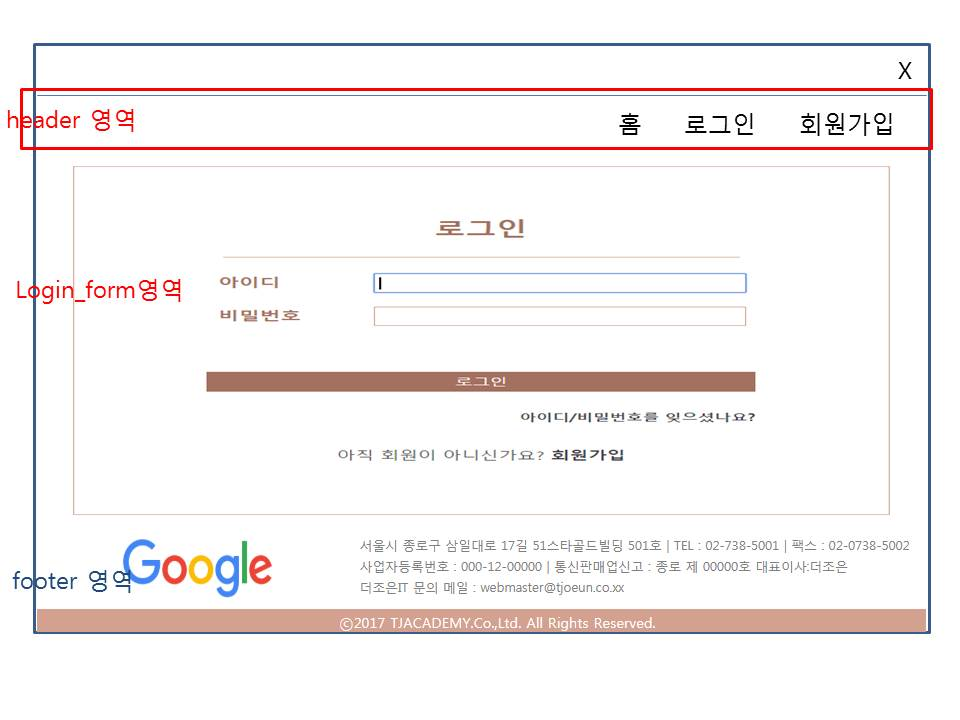 X
header 영역
홈 로그인 회원가입
로그인
아이디
Login_form영역
비밀번호
로그인
아이디/비밀번호를 잊으셨나요?
아직 회원이 아니신가요? 회원가입
Google
footer 영역
서울시 종로구 삼일대로 17길 51스타골드빌딩 501호 | TEL : 02-738-5001 | 팩스 : 02-0738-5002
사업자등록번호 : 000-12-00000 | 통신판매업신고 : 종로 제 00000호 대표이사:더조은
더조은IT 문의 메일 : webmaster@tjoeun.co.xx
©2017 TJACADEMY.Co.,Ltd. All Rights Reserved.